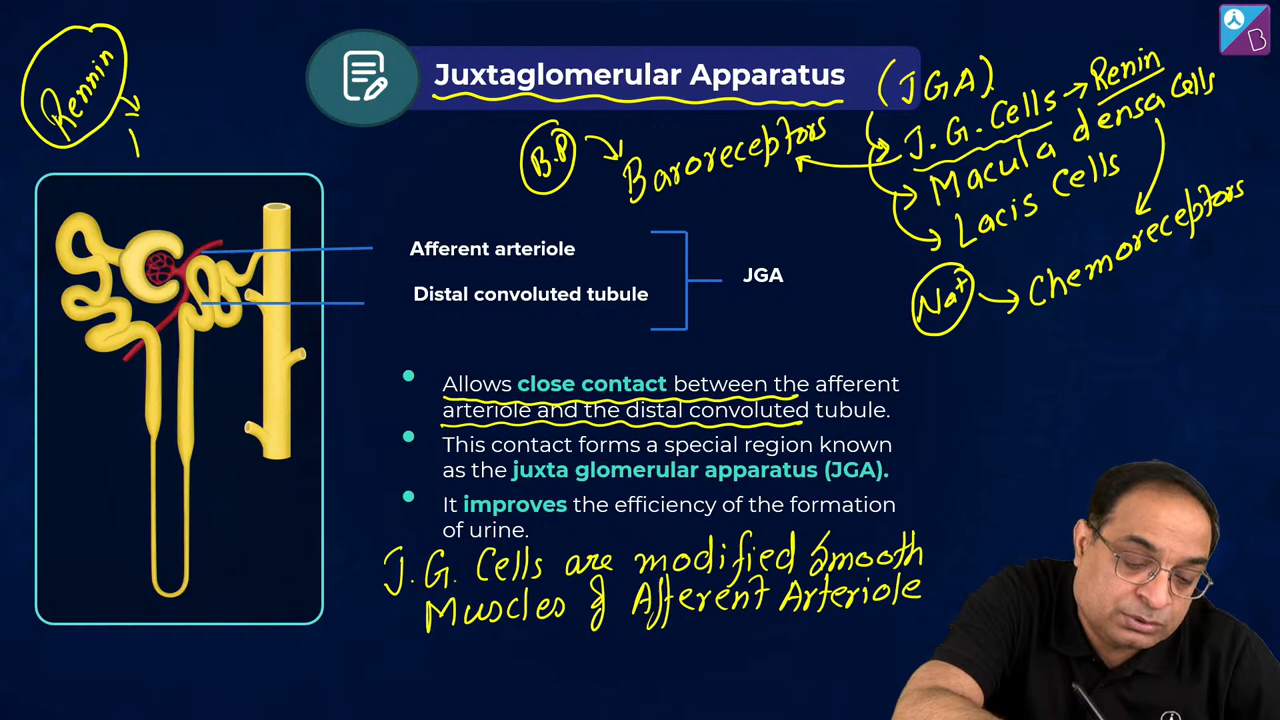 Rennin
Juxtaglomerular Apparatus
(JGA)
J.G. Cells → Renin
Macula densa cells
Lacis Cells
B.P
Baroreceptors
Na+
Chemoreceptors
Afferent arteriole
Distal convoluted tubule
JGA
• Allows close contact between the afferent
arteriole and the distal convoluted tubule.
• This contact forms a special region known
as the juxta glomerular apparatus (JGA).
• It improves the efficiency of the formation
of urine.
J.G. Cells are modified Smooth
Muscles of Afferent Arteriole
B